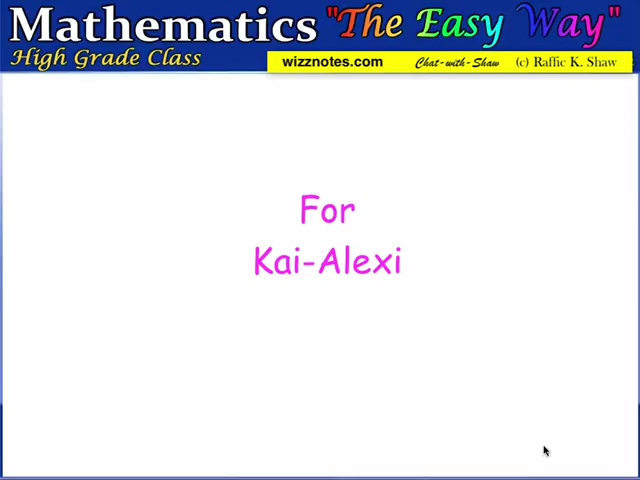 Mathematics "The Easy Way"
High Grade Class
wizznotes.com Chat-with-Shaw (c) Raffic K. Shaw
For
Kai-Alexi